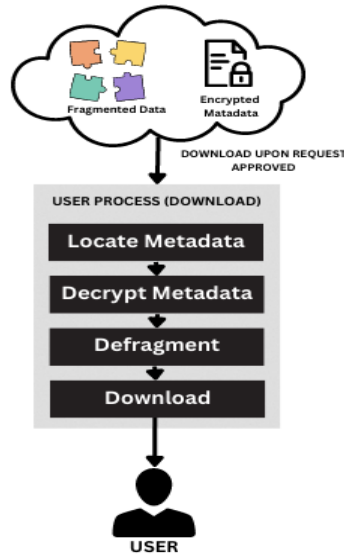 Fragmented Data
Encrypted
Matadata
DOWNLOAD UPON REQUEST
APPROVED
USER PROCESS (DOWNLOAD)
Locate Metadata
Decrypt Metadata
Defragment
Download
USER